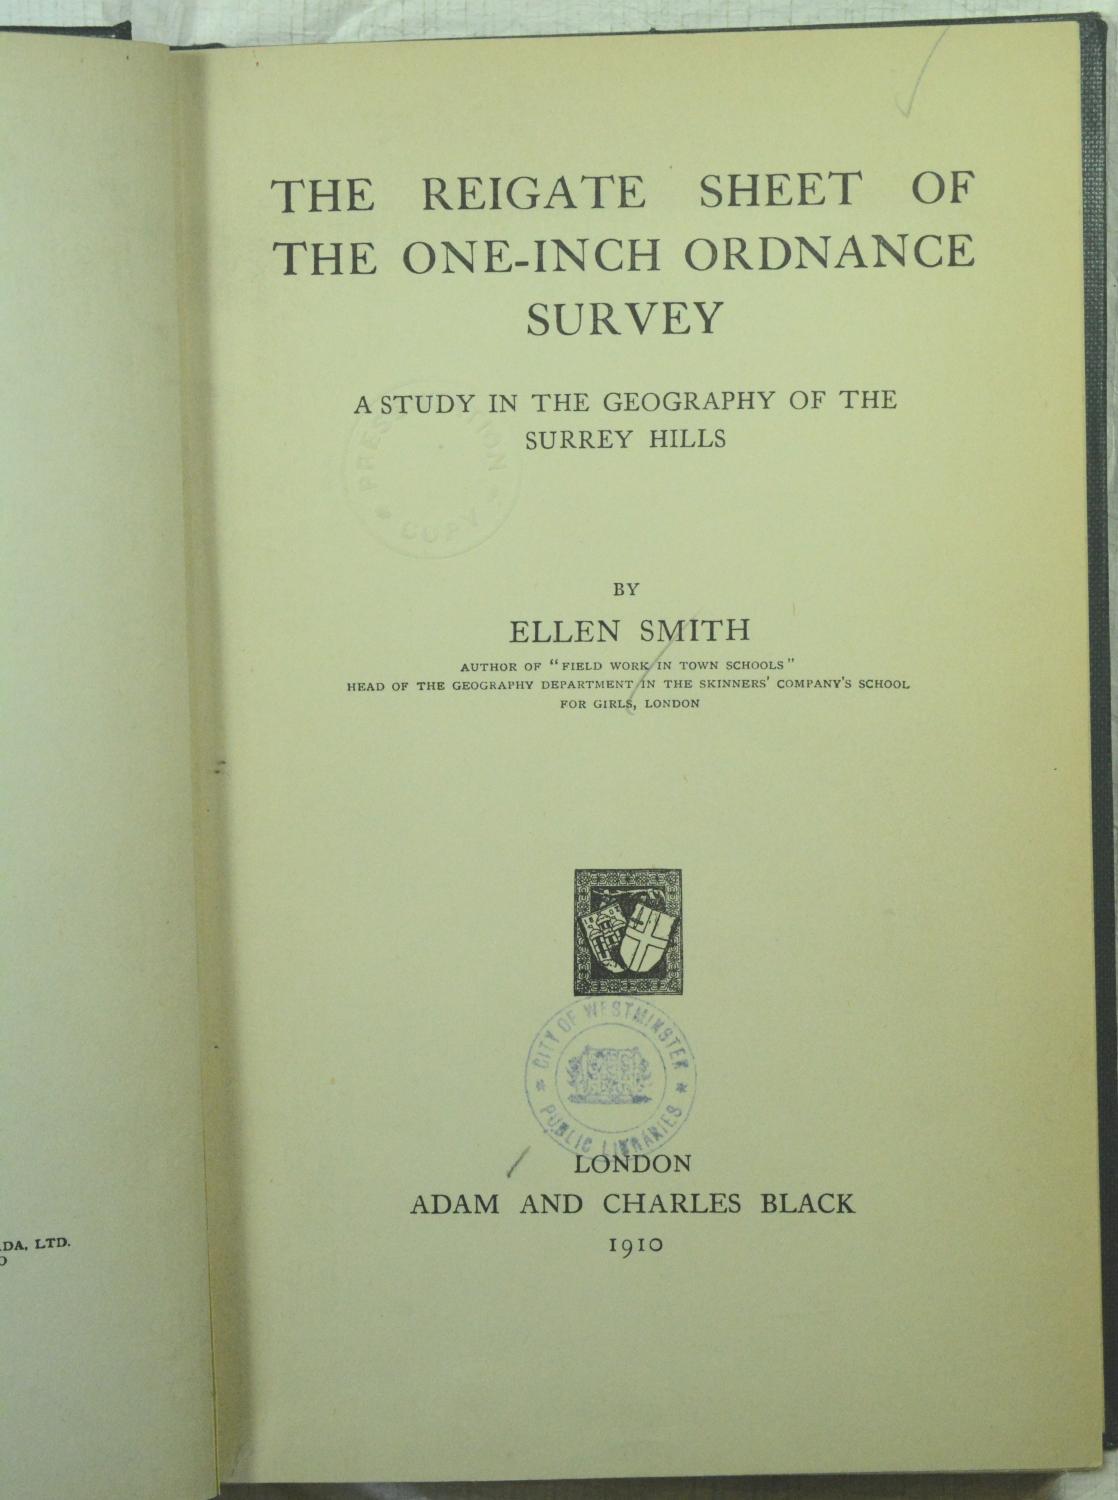 THE REIGATE SHEET OF
THE ONE-INCH ORDNANCE
SURVEY
A STUDY IN THE GEOGRAPHY OF THE
SURREY HILLS
PRESENTATION
COPY
BY
ELLEN SMITH
AUTHOR OF "FIELD WORK IN TOWN SCHOOLS"
HEAD OF THE GEOGRAPHY DEPARTMENT IN THE SKINNERS' COMPANY'S SCHOOL
FOR GIRLS, LONDON
CITY OF WESTMINSTER
PUBLIC LIBRARIES
LONDON
ADAM AND CHARLES BLACK
1910
DA, LTD.